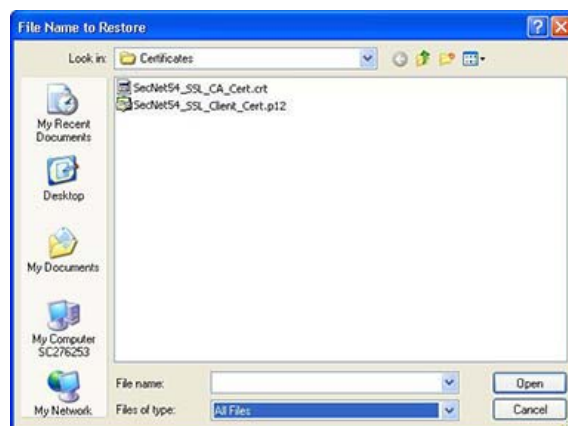 File Name to Restore
Look in: Certificates
SecNet54_SSL_CA_Cert.crt
SecNet54_SSL_Client_Cert.p12
My Recent
Documents
Desktop
My Documents
My Computer
SC276253
My Network
File name:
Open
Files of type: All Files
Cancel